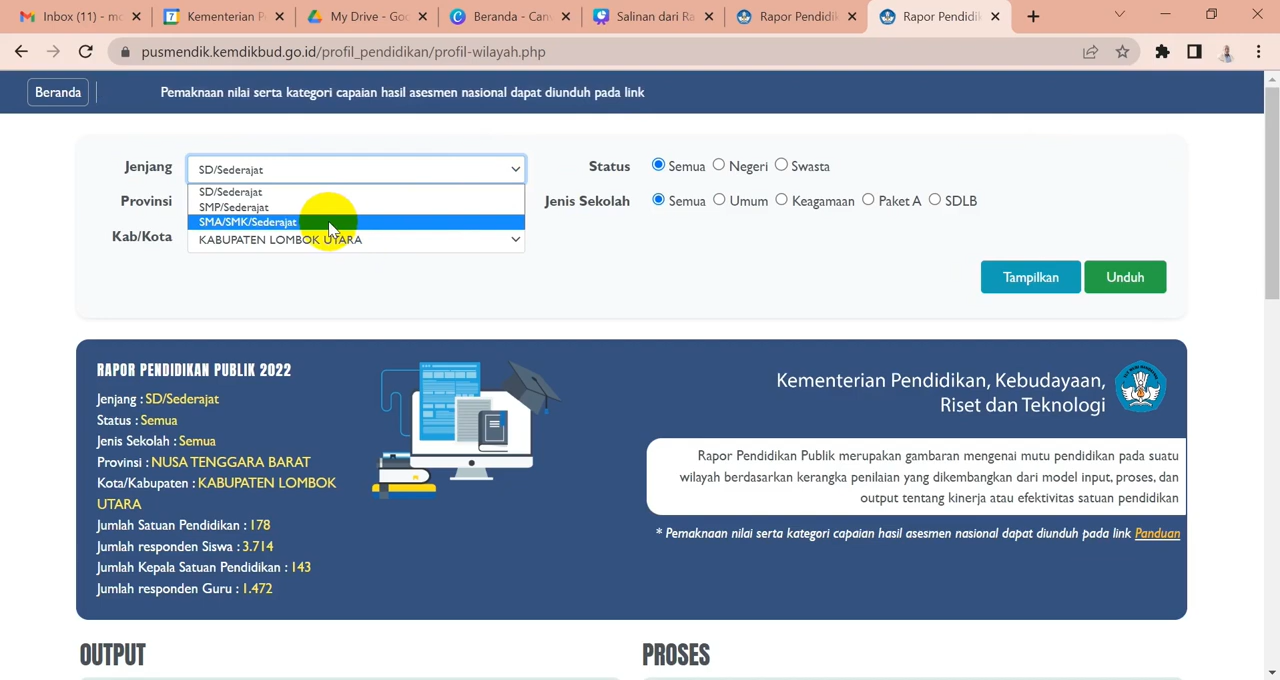 Inbox (11) - mc
Kementerian P
My Drive - Goo
Beranda - Can
Salinan dari Ra
Rapor Pendidi
Rapor Pendidi
pusmendik.kemdikbud.go.id/profil_pendidikan/profil-wilayah.php
Beranda
Pemaknaan nilai serta kategori capaian hasil asesmen nasional dapat diunduh pada link
Jenjang
SD/Sederajat
Status
Semua
Negeri
Swasta
SD/Sederajat
Provinsi
SMP/Sederajat
Jenis Sekolah
Semua
Umum
Keagamaan
Paket A
SDLB
SMA/SMK/Sederajat
Kab/Kota
KABUPATEN LOMBOK UTARA
Tampilkan
Unduh
RAPOR PENDIDIKAN PUBLIK 2022
Jenjang : SD/Sederajat
Status : Semua
Jenis Sekolah : Semua
Provinsi : NUSA TENGGARA BARAT
Kota/Kabupaten : KABUPATEN LOMBOK
UTARA
Jumlah Satuan Pendidikan : 178
Jumlah responden Siswa : 3.714
Jumlah Kepala Satuan Pendidikan : 143
Jumlah responden Guru : 1.472
Kementerian Pendidikan, Kebudayaan,
Riset dan Teknologi
Rapor Pendidikan Publik merupakan gambaran mengenai mutu pendidikan pada suatu
wilayah berdasarkan kerangka penilaian yang dikembangkan dari model input, proses, dan
output tentang kinerja atau efektivitas satuan pendidikan
* Pemaknaan nilai serta kategori capaian hasil asesmen nasional dapat diunduh pada link Panduan
OUTPUT
PROSES